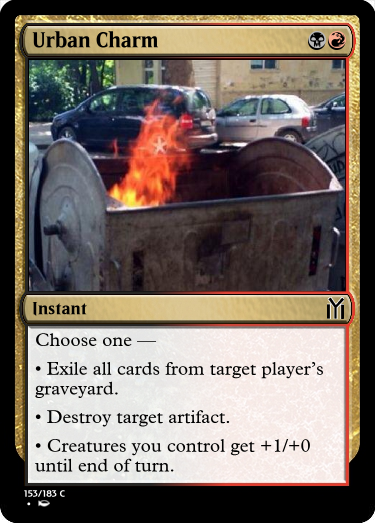 Urban Charm
Instant
Choose one —
• Exile all cards from target player's
graveyard.
• Destroy target artifact.
• Creatures you control get +1/+0
until end of turn.
153/183 C
•